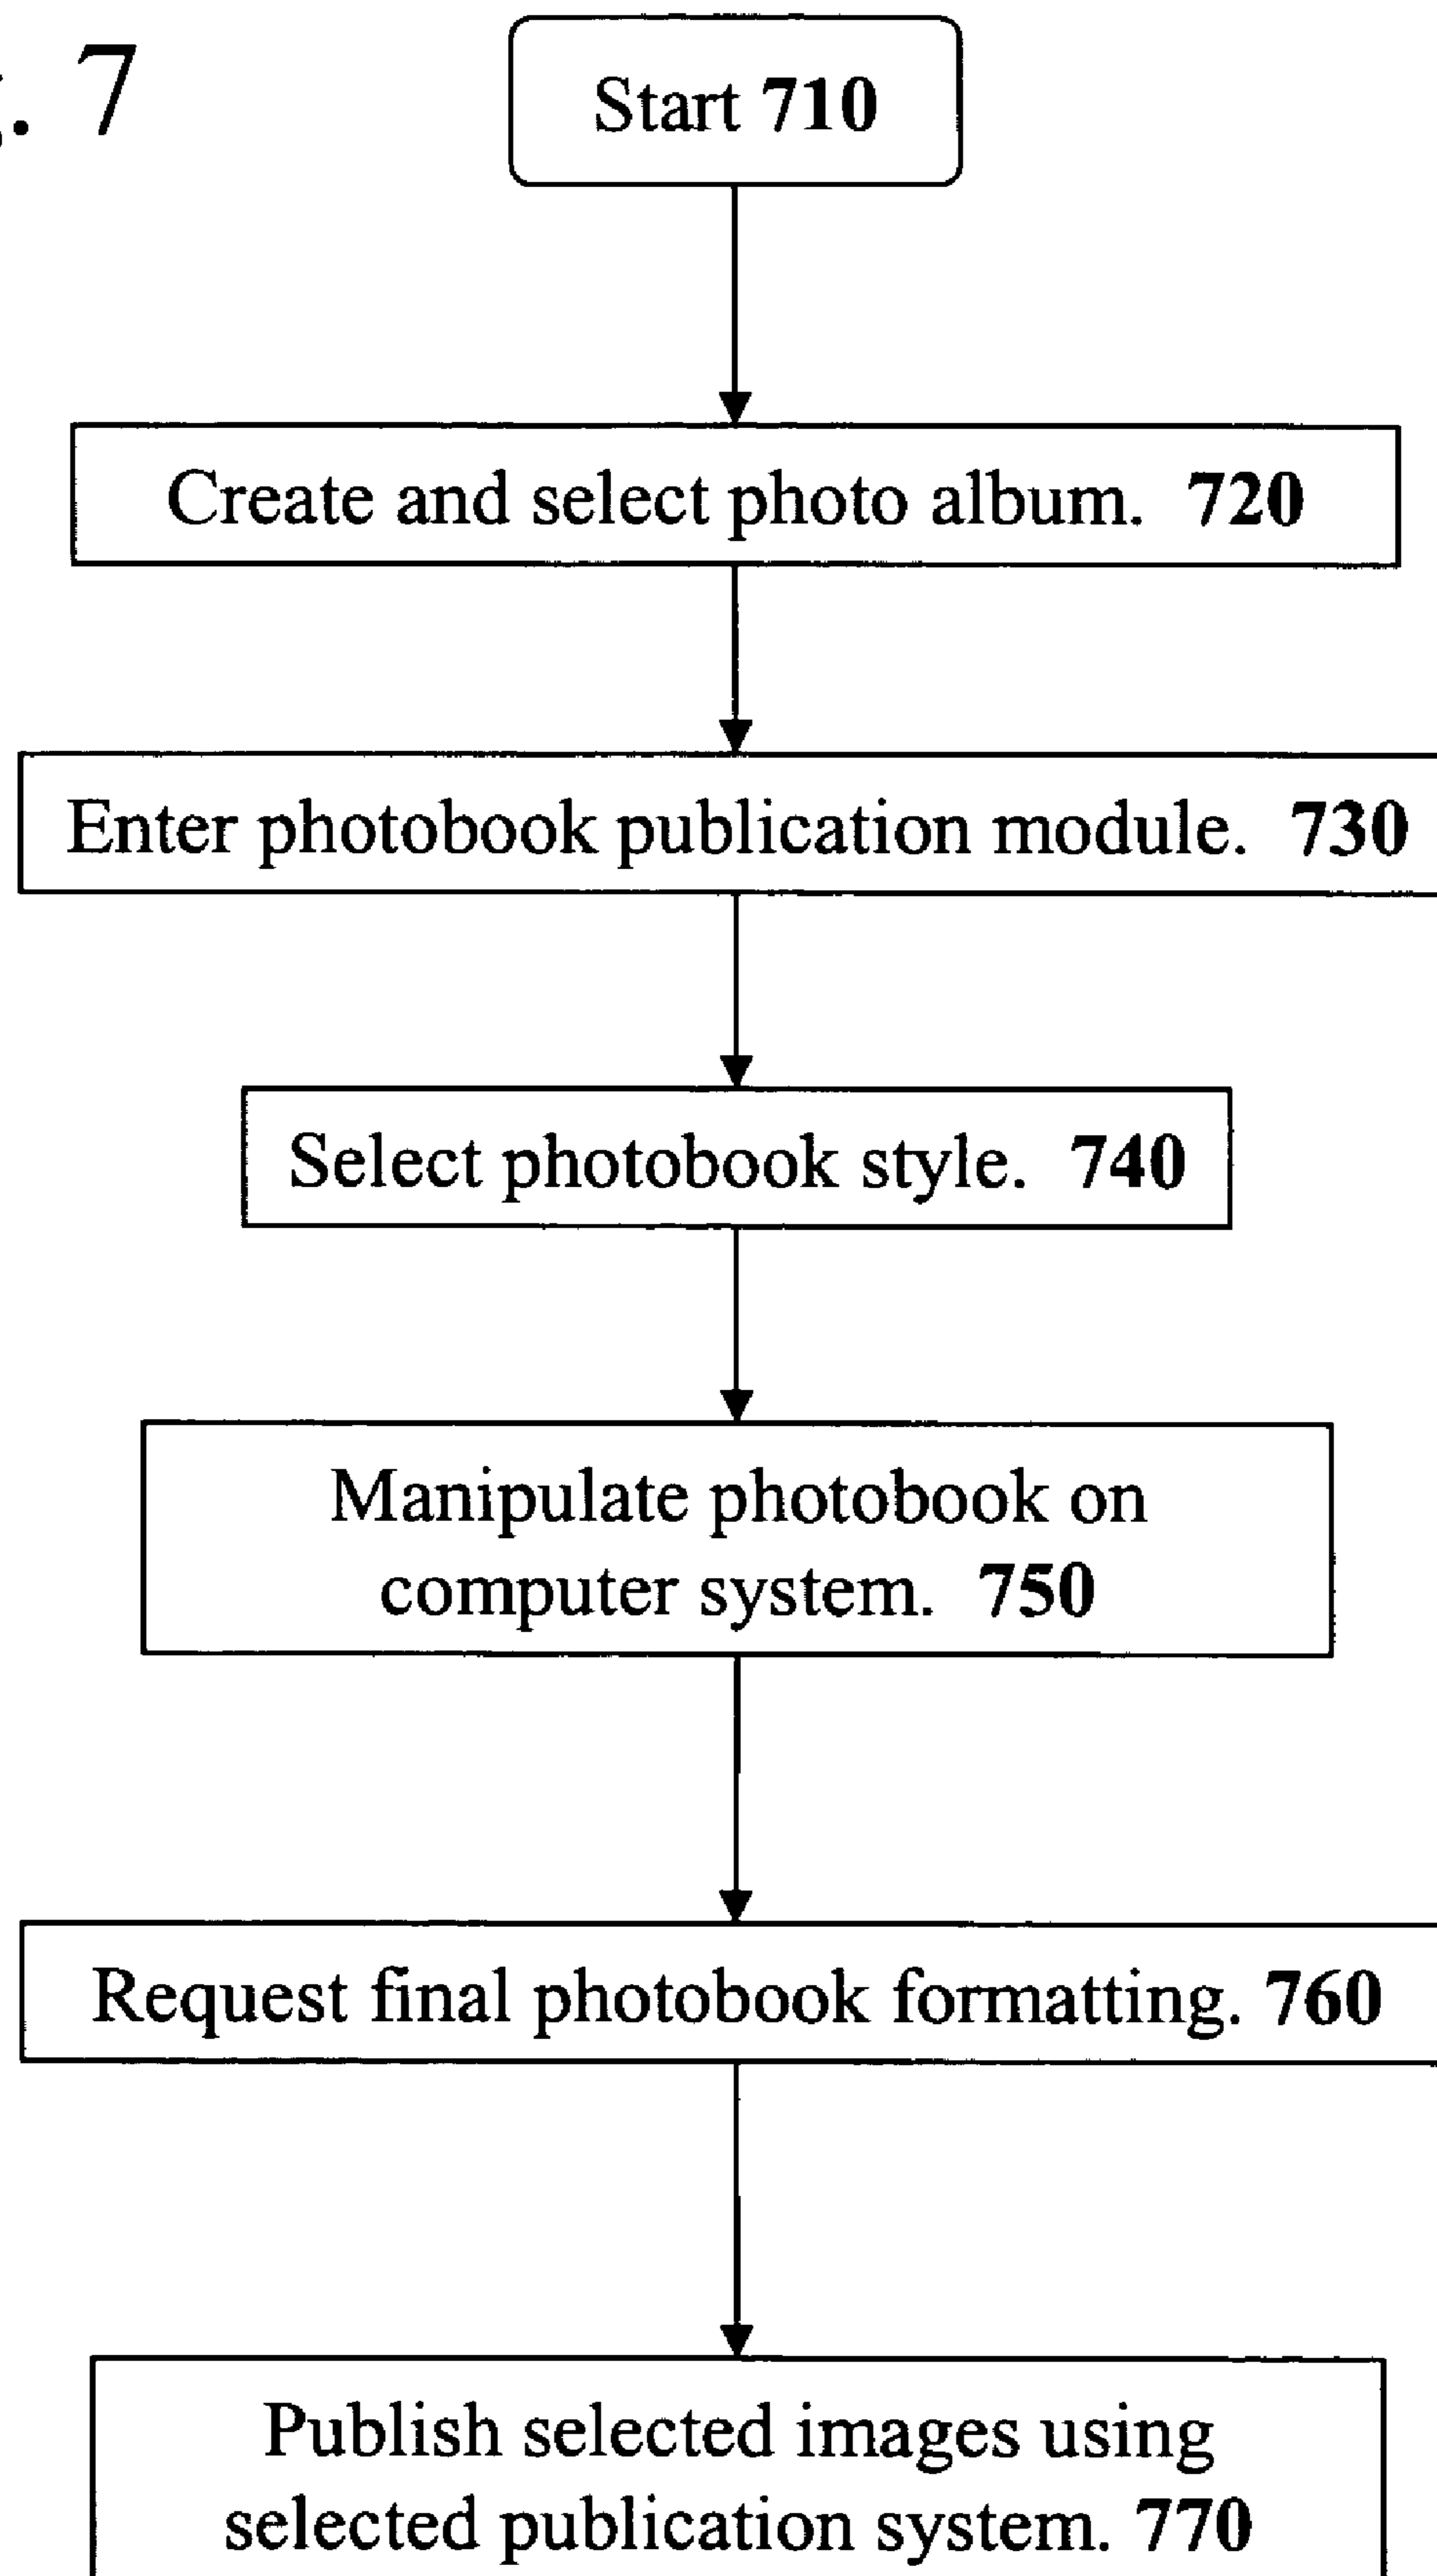 . 7
Start 710
Create and select photo album. 720
Enter photobook publication module. 730
Select photobook style. 740
Manipulate photobook on
computer system. 750
Request final photobook formatting. 760
Publish selected images using
selected publication system. 770